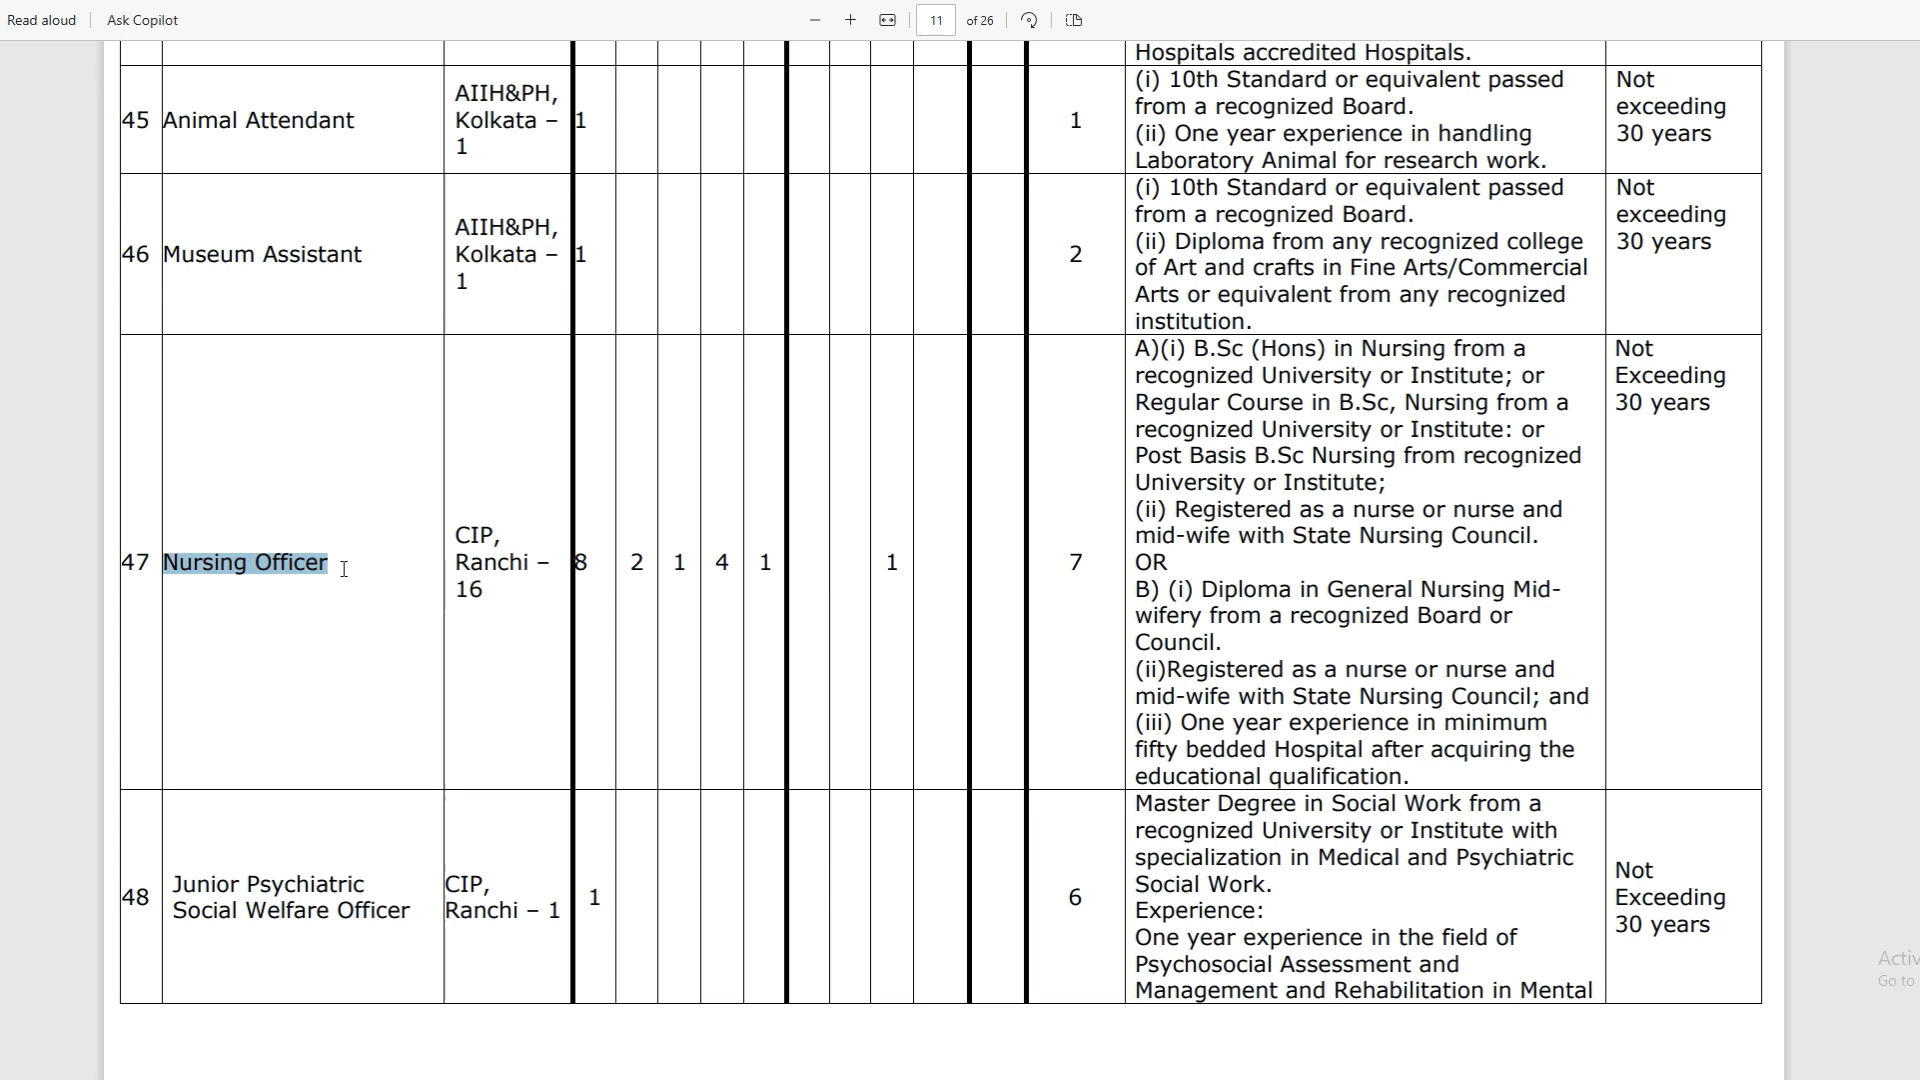 Read aloud
Ask Copilot
11 of 26
Hospitals accredited Hospitals.
45 Animal Attendant
AIIH&PH,
Kolkata –
1
1
1
(i) 10th Standard or equivalent passed
from a recognized Board.
(ii) One year experience in handling
Laboratory Animal for research work.
Not
exceeding
30 years
46 Museum Assistant
AIIH&PH,
Kolkata –
1
1
2
(i) 10th Standard or equivalent passed
from a recognized Board.
(ii) Diploma from any recognized college
of Art and crafts in Fine Arts/Commercial
Arts or equivalent from any recognized
institution.
Not
exceeding
30 years
47 Nursing Officer
CIP,
Ranchi –
16
8 2 1 4 1 1
7
A)(i) B.Sc (Hons) in Nursing from a
recognized University or Institute; or
Regular Course in B.Sc, Nursing from a
recognized University or Institute: or
Post Basis B.Sc Nursing from recognized
University or Institute;
(ii) Registered as a nurse or nurse and
mid-wife with State Nursing Council.
OR
B) (i) Diploma in General Nursing Mid-
wifery from a recognized Board or
Council.
(ii)Registered as a nurse or nurse and
mid-wife with State Nursing Council; and
(iii) One year experience in minimum
fifty bedded Hospital after acquiring the
educational qualification.
Not
Exceeding
30 years
48 Junior Psychiatric
Social Welfare Officer
CIP,
Ranchi – 1
1
6
Master Degree in Social Work from a
recognized University or Institute with
specialization in Medical and Psychiatric
Social Work.
Experience:
One year experience in the field of
Psychosocial Assessment and
Management and Rehabilitation in Mental
Not
Exceeding
30 years
Activ
Go to